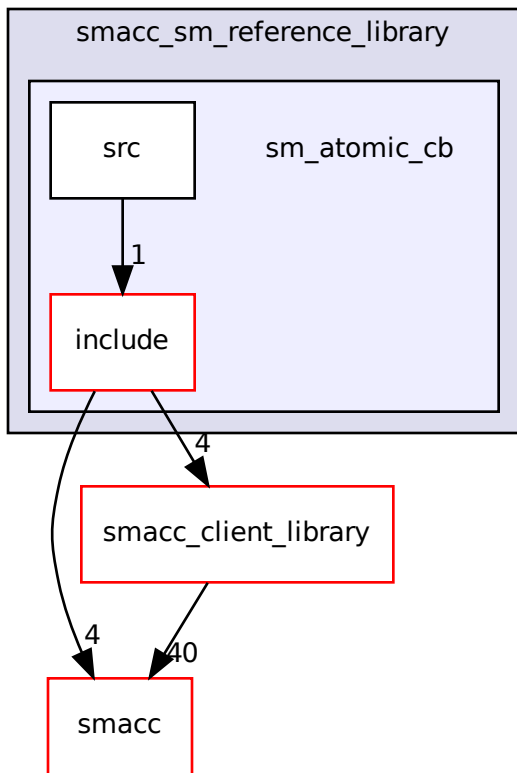 smacc_sm_reference_library
src
sm_atomic_cb
1
include
4
smacc_client_library
4
40
smacc